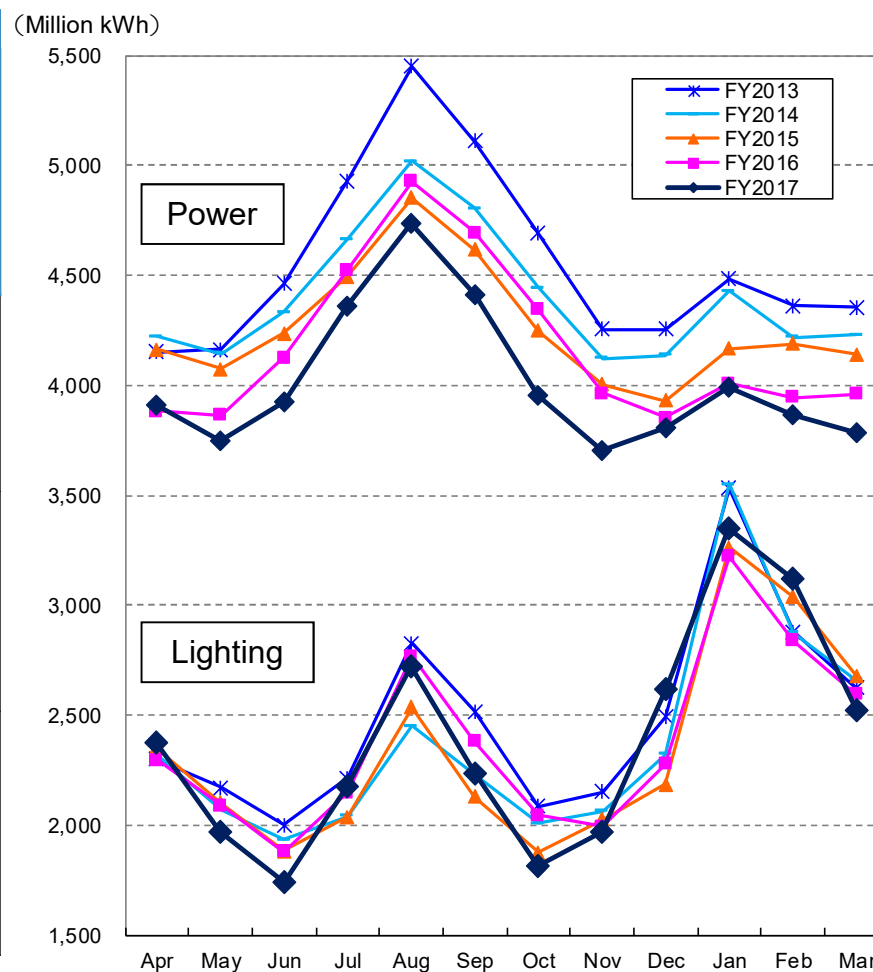 （Million kWh）
5,500
5,000
4,500
4,000
3,500
3,000
2,500
2,000
1,500
FY2013
FY2014
FY2015
FY2016
FY2017
Power
Lighting
Apr May Jun Jul Aug Sep Oct Nov Dec Jan Feb Mar